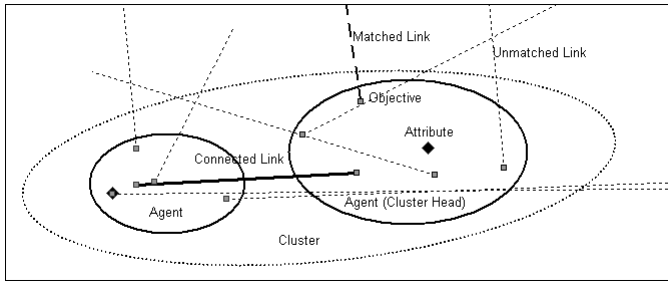 Matched Link
Unmatched Link
Objective
Attribute
Connected Link
Agent (Cluster Head)
Agent
Cluster